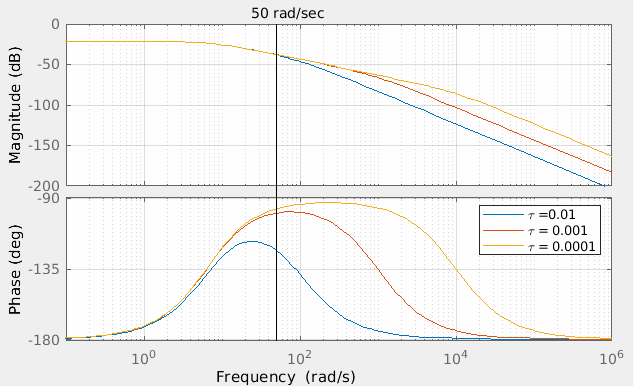 50 rad/sec
Magnitude (dB)
0
-50
-100
-150
-200
Phase (deg)
-90
-135
-180
τ =0.01
τ = 0.001
τ = 0.0001
10^0
10^2
10^4
10^6
Frequency (rad/s)